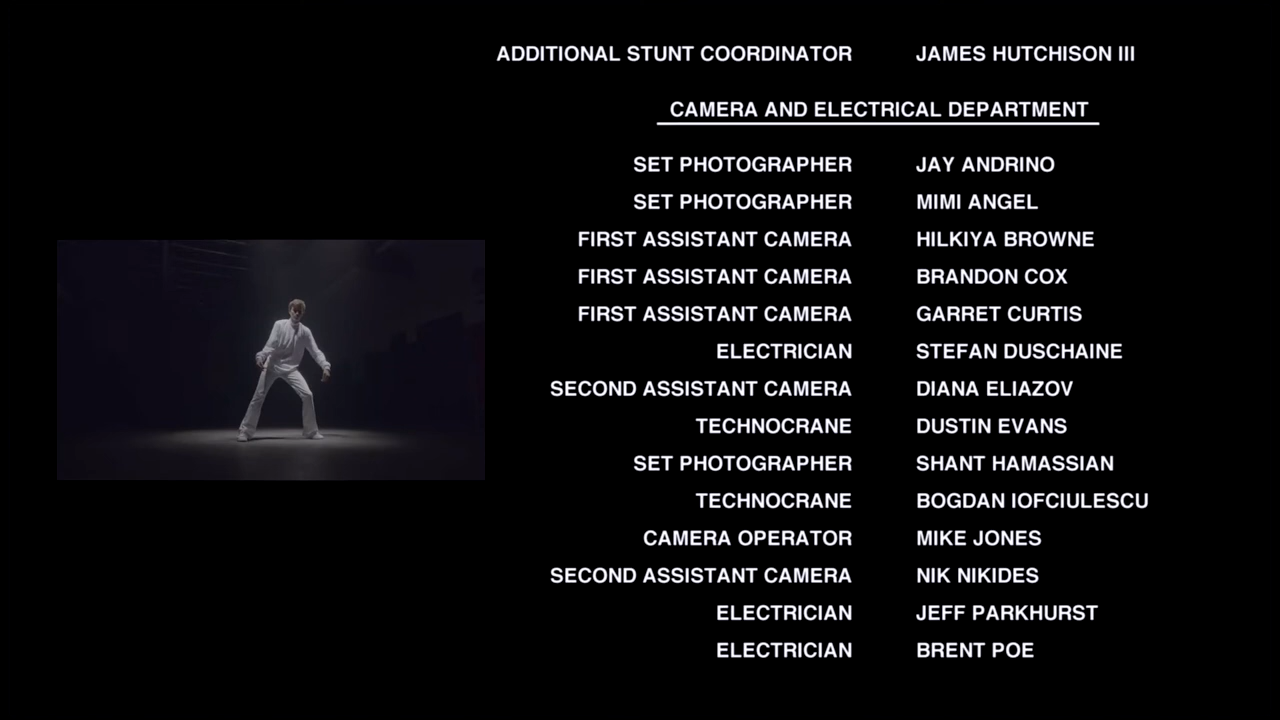 ADDITIONAL STUNT COORDINATOR JAMES HUTCHISON III
CAMERA AND ELECTRICAL DEPARTMENT
SET PHOTOGRAPHER JAY ANDRINO
SET PHOTOGRAPHER MIMI ANGEL
FIRST ASSISTANT CAMERA HILKIYA BROWNE
FIRST ASSISTANT CAMERA BRANDON COX
FIRST ASSISTANT CAMERA GARRET CURTIS
ELECTRICIAN STEFAN DUSCHAINE
SECOND ASSISTANT CAMERA DIANA ELIAZOV
TECHNOCRANE DUSTIN EVANS
SET PHOTOGRAPHER SHANT HAMASSIAN
TECHNOCRANE BOGDAN IOFCIULESCU
CAMERA OPERATOR MIKE JONES
SECOND ASSISTANT CAMERA NIK NIKIDES
ELECTRICIAN JEFF PARKHURST
ELECTRICIAN BRENT POE